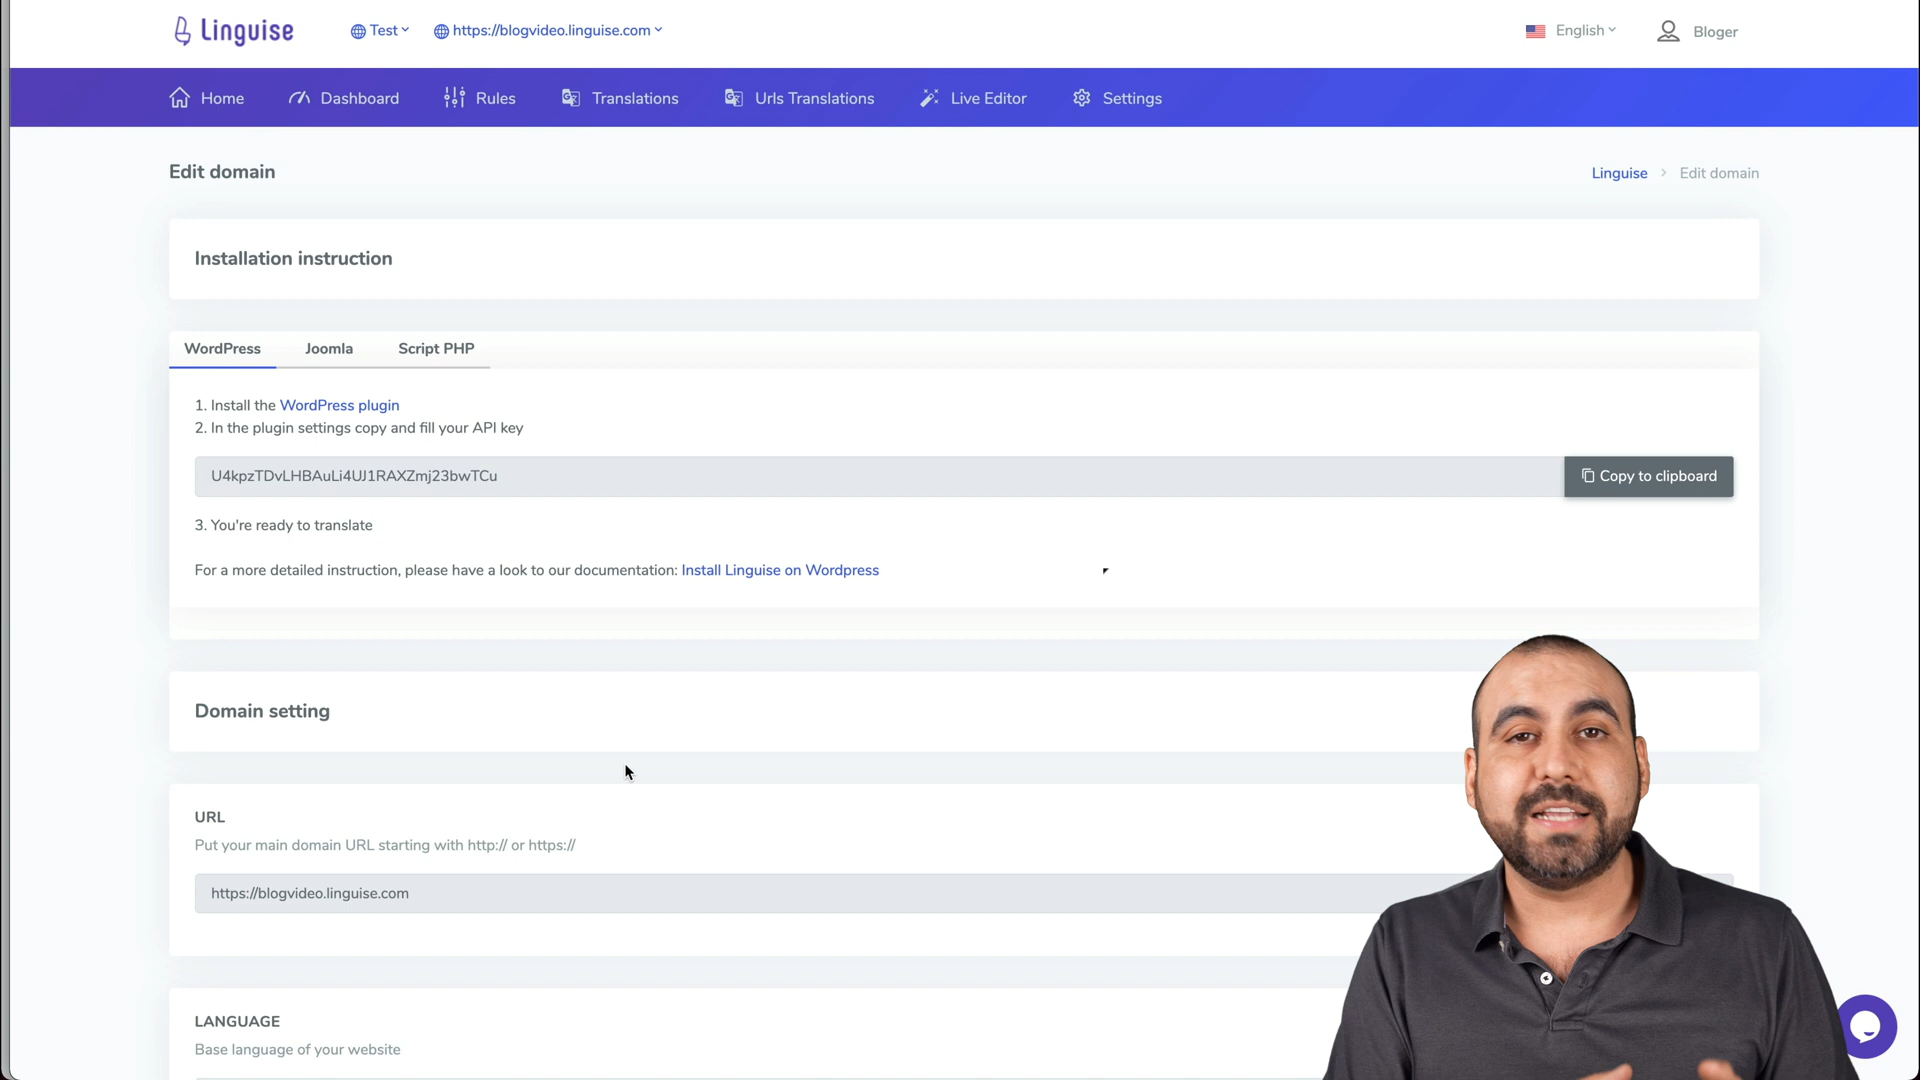 Linguise
Test
https://blogvideo.linguise.com
English
Bloger
Home
Dashboard
Rules
Translations
Urls Translations
Live Editor
Settings
Edit domain
Linguise > Edit domain
Installation instruction
WordPress
Joomla
Script PHP
1. Install the WordPress plugin
2. In the plugin settings copy and fill your API key
U4kpzTDvLHBAuLi4UJ1RAXZmj23bwTCu
Copy to clipboard
3. You're ready to translate
For a more detailed instruction, please have a look to our documentation: Install Linguise on Wordpress
Domain setting
URL
Put your main domain URL starting with http:// or https://
https://blogvideo.linguise.com
LANGUAGE
Base language of your website